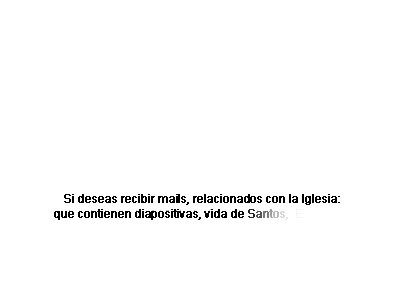 Si deseas recibir mails, relacionados con la Iglesia:
que contienen diapositivas, vida de Santos,